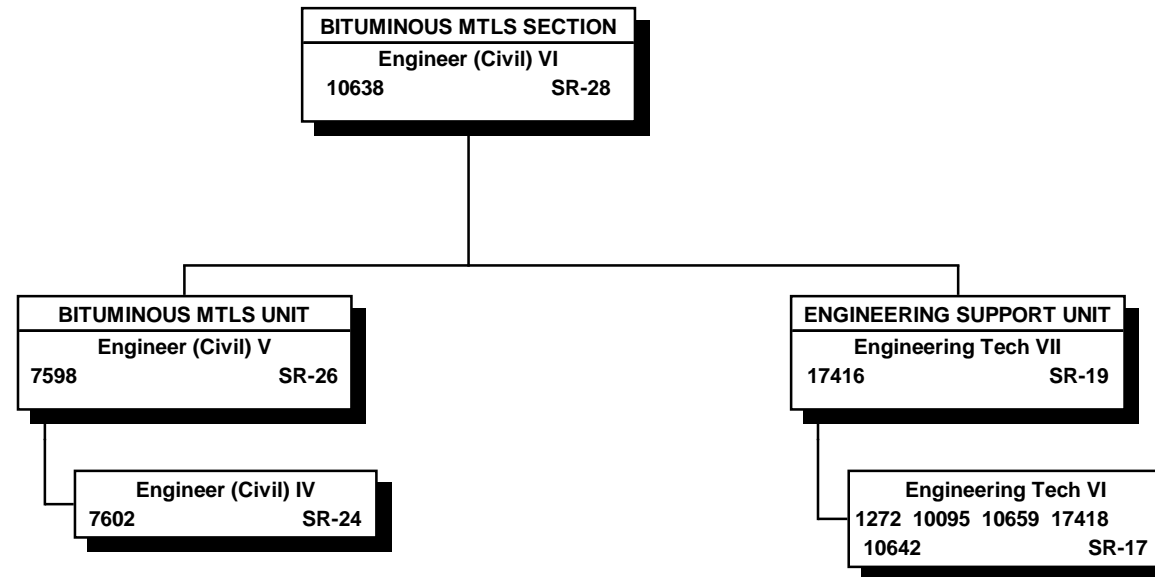 BITUMINOUS MTLS SECTION
Engineer (Civil) VI
10638 SR-28
BITUMINOUS MTLS UNIT
Engineer (Civil) V
7598 SR-26
Engineer (Civil) IV
7602 SR-24
ENGINEERING SUPPORT UNIT
Engineering Tech VII
17416 SR-19
Engineering Tech VI
1272 10095 10659 17418
10642 SR-17